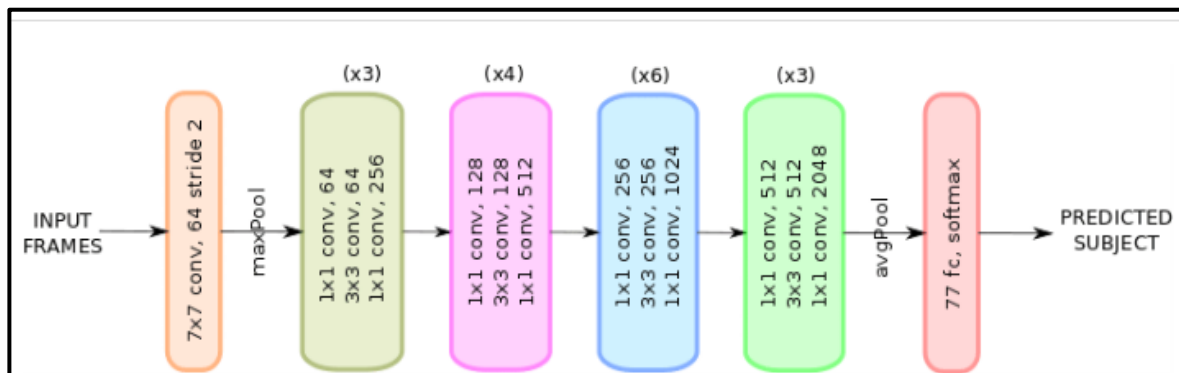 (x3)
(x4)
(x6)
(x3)
INPUT
FRAMES
7x7 conv, 64 stride 2
maxPool
1x1 conv, 64
3x3 conv, 64
1x1 conv, 256
1x1 conv, 128
3x3 conv, 128
1x1 conv, 512
1x1 conv, 256
3x3 conv, 256
1x1 conv, 1024
1x1 conv, 512
3x3 conv, 512
1x1 conv, 2048
avgPool
77 fc, softmax
PREDICTED
SUBJECT